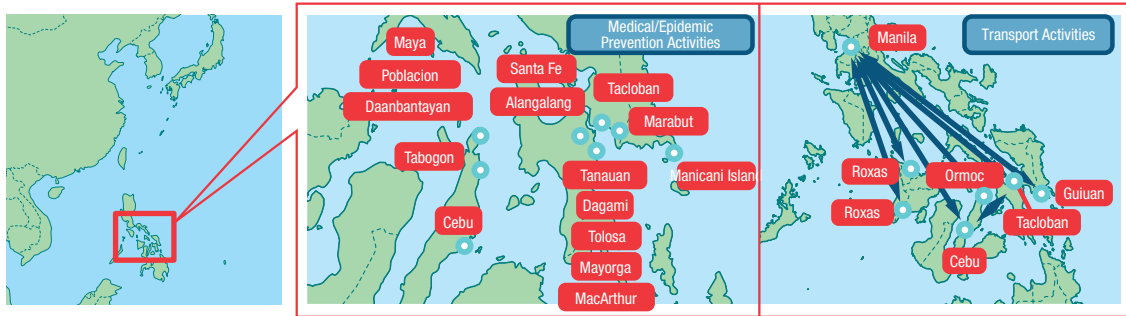 Medical/Epidemic
Prevention Activities
Maya
Poblacion
Daanbantayan
Tabogon
Cebu
Santa Fe
Alangalang
Tacloban
Marabut
Manicani Island
Tanauan
Dagami
Tolosa
Mayorga
MacArthur
Transport Activities
Manila
Roxas
Ormoc
Guiuan
Roxas
Tacloban
Cebu